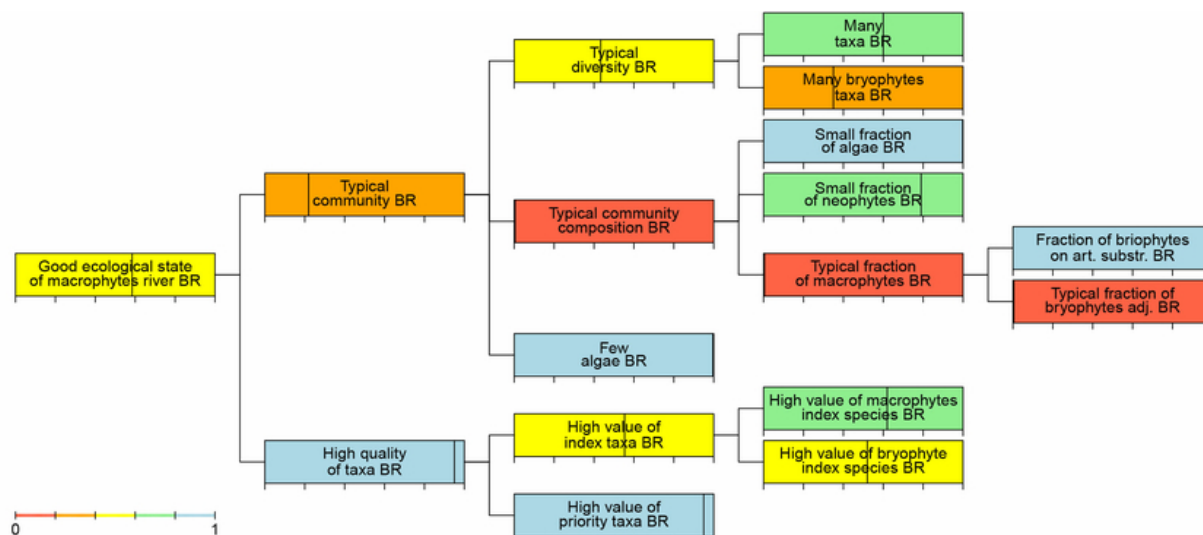 Many
taxa BR
Typical
diversity BR
Many bryophytes
taxa BR
Small fraction
of algae BR
Typical
community BR
Small fraction
of neophytes BR
Typical community
composition BR
Good ecological state
of macrophytes river BR
Typical fraction
of macrophytes BR
Fraction of briophytes
on art. substr. BR
Typical fraction of
bryophytes adj. BR
Few
algae BR
High value of macrophytes
index species BR
High value of
index taxa BR
High quality
of taxa BR
High value of bryophyte
index species BR
High value of
priority taxa BR
0
1